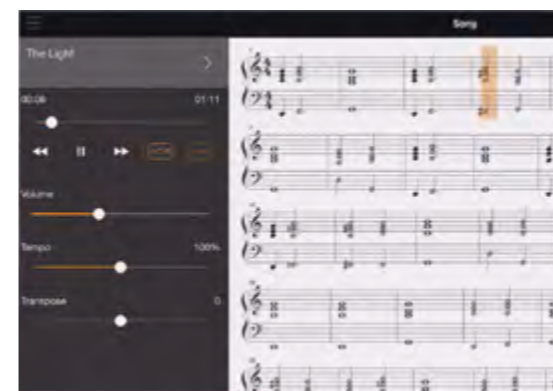 Song
The Light
00:06 01:11
Volume
Tempo 100%
Transpose 0